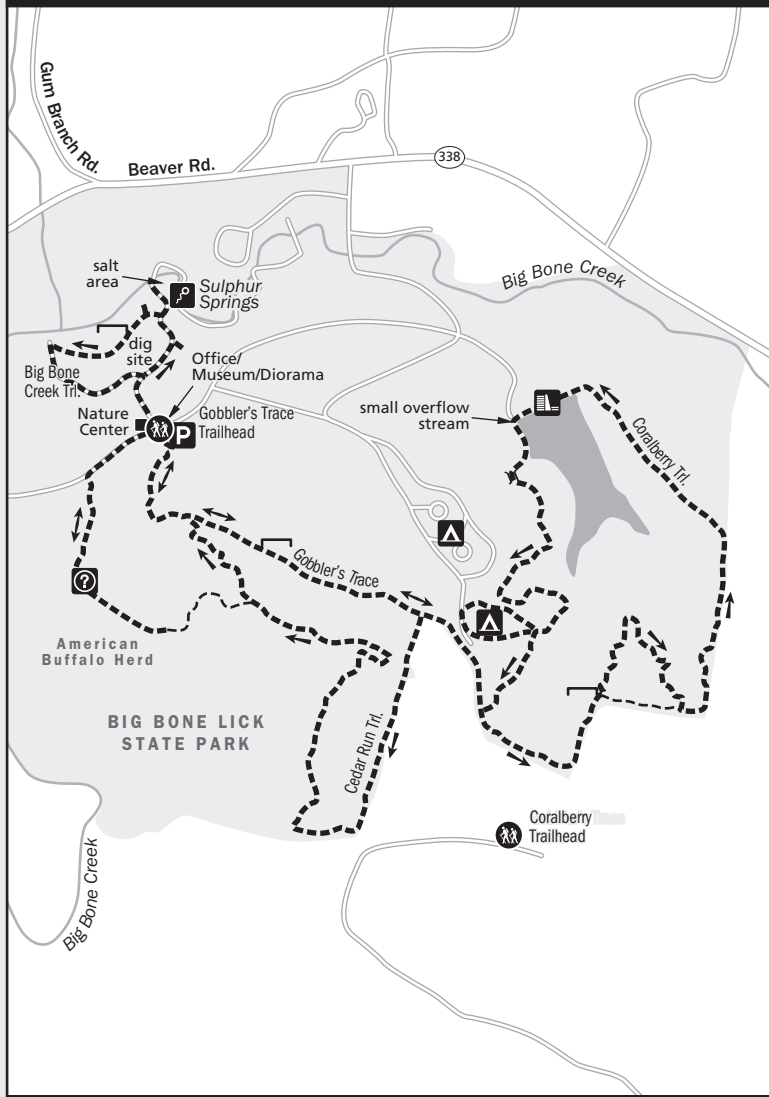 Gum Branch Rd.
Beaver Rd.
338
Big Bone Creek
salt
area
Sulphur
Springs
dig
site
Office/
Museum/Diorama
Big Bone
Creek Trl.
Nature
Center
P
Gobbler's Trace
Trailhead
small overflow
stream
Coralberry Trl.
Gobbler's Trace
?
American
Buffalo Herd
BIG BONE LICK
STATE PARK
Cedar Run Trl.
Coralberry Trace
Trailhead
Big Bone Creek